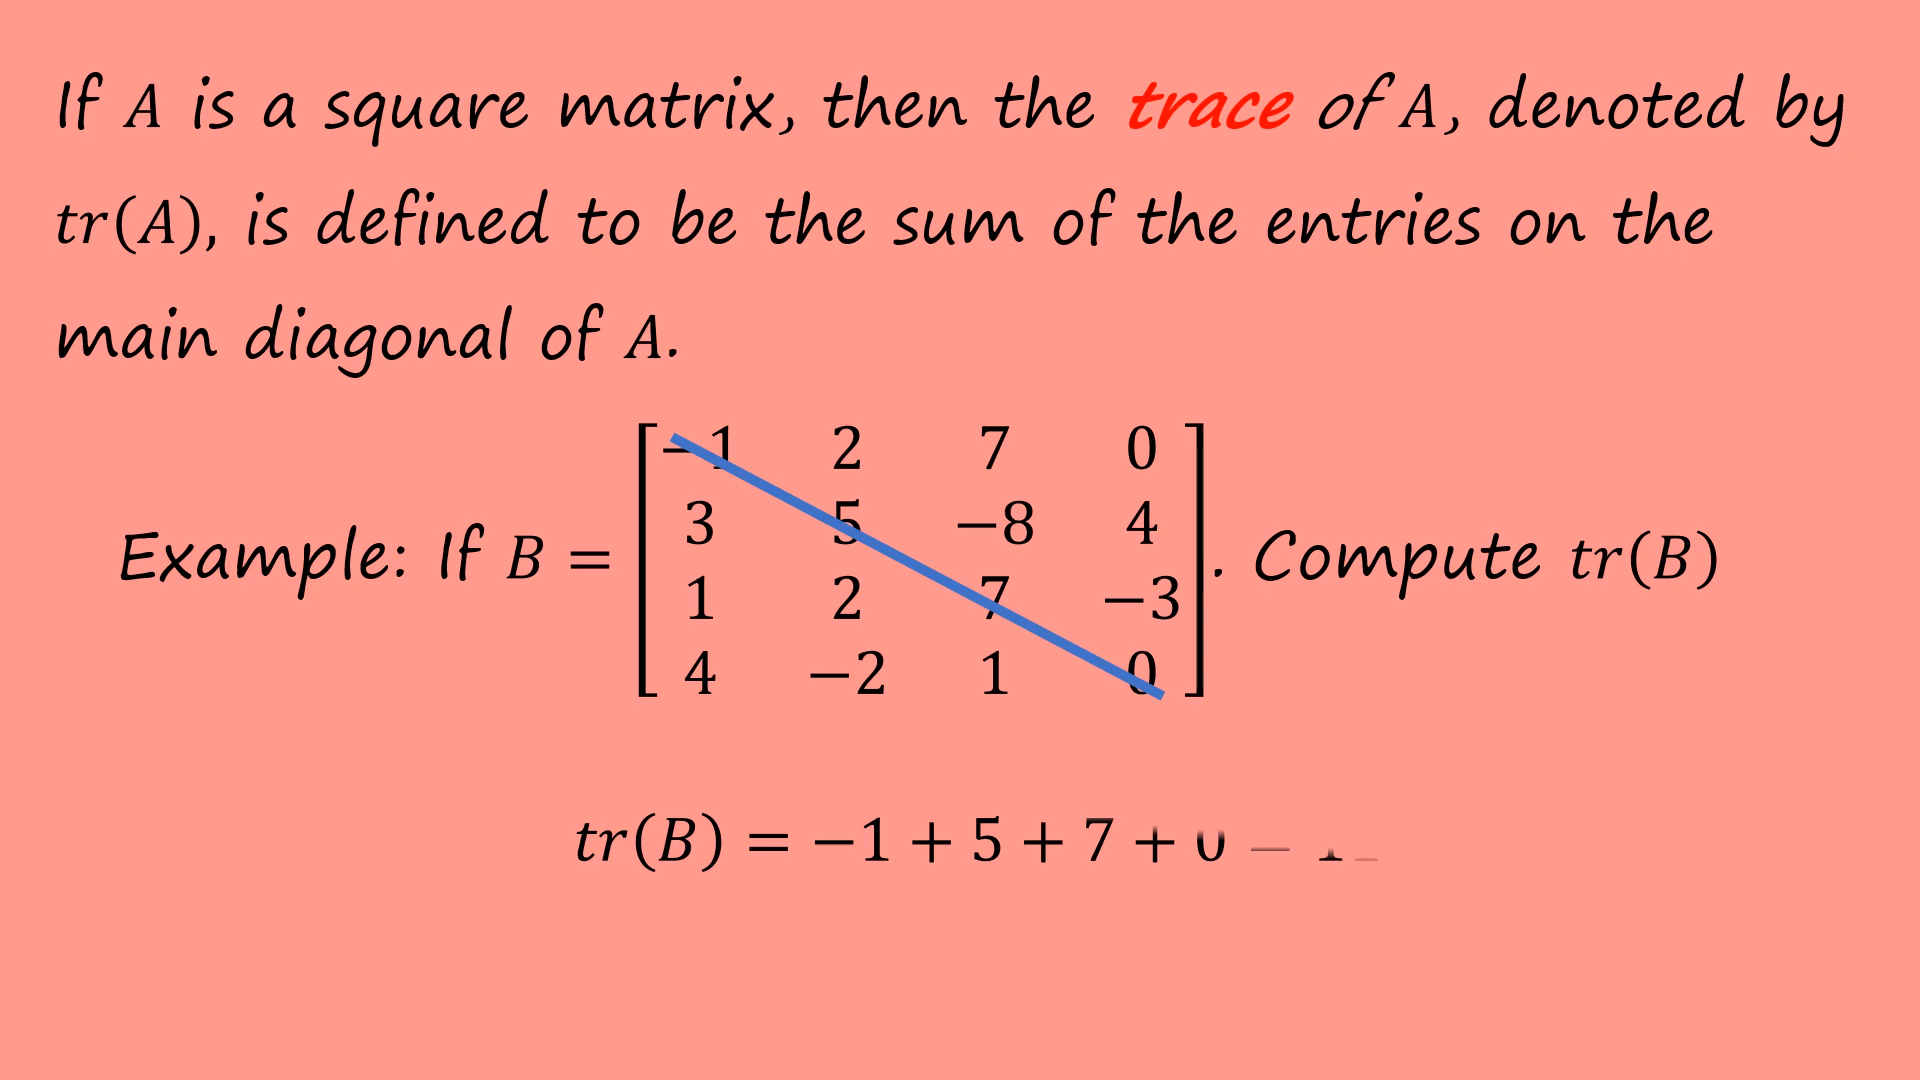 If A is a square matrix, then the trace of A, denoted by
tr(A), is defined to be the sum of the entries on the
main diagonal of A.
−1 2 7 0
3 5 −8 4
1 2 7 −3
4 −2 1 0
Example: If B = . Compute tr(B)
tr(B) = −1 + 5 + 7 + 0